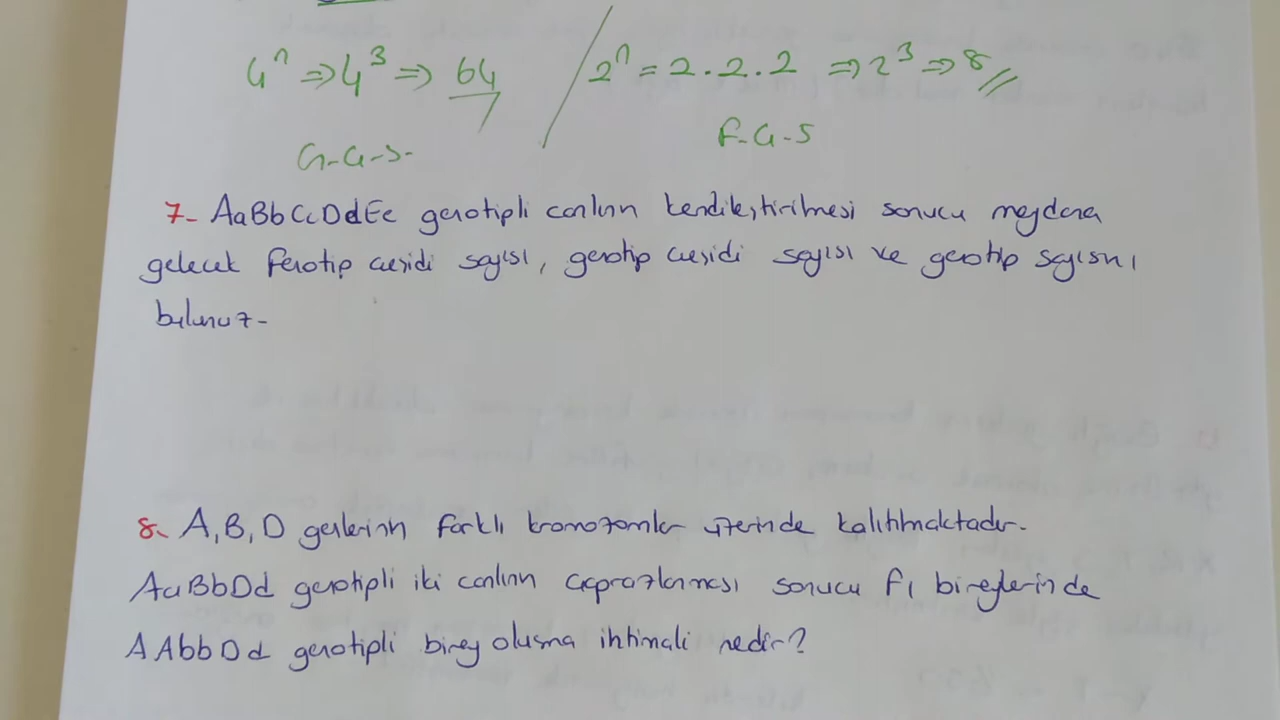 4ⁿ ⇒ 4³ ⇒ 64 / 2ⁿ = 2.2.2 ⇒ 2³ ⇒ 8 //
G-G-S- F-G-S
7- AaBbCcDdEe genotipli canlının kendileştirilmesi sonucu meydana
gelecek fenotip çeşidi sayısı, genotip çeşidi sayısı ve genotip sayısını
bulunuz-
8. A,B,D genlerinin farklı kromozomlar üzerinde kalıtılmaktadır.
AaBbDd genotipli iki canlının çaprazlanması sonucu F1 bireylerinde
AAbbDd genotipli birey oluşma ihtimali nedir?